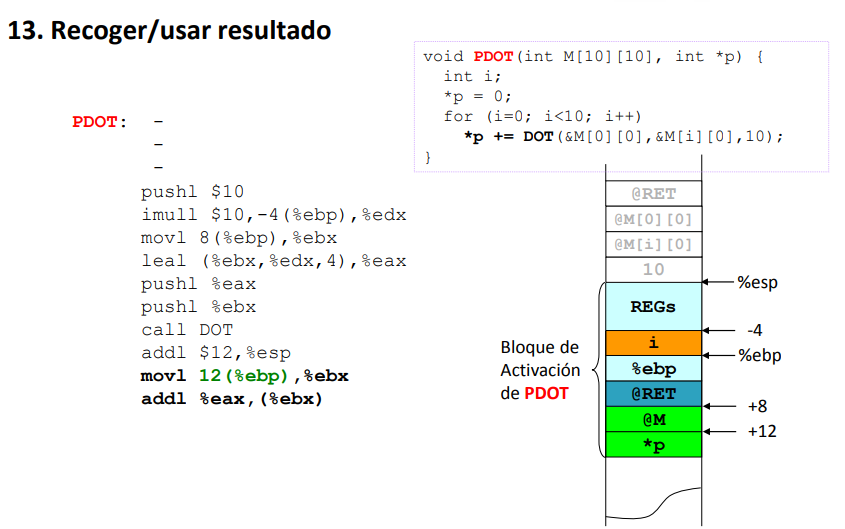 13. Recoger/usar resultado
void PDOT(int M[10][10], int *p) {
int i;
*p = 0;
for (i=0; i<10; i++)
*p += DOT(&M[0][0],&M[i][0],10);
}
PDOT: -
-
-
pushl $10
imull $10,-4(%ebp),%edx
movl 8(%ebp),%ebx
leal (%ebx,%edx,4),%eax
pushl %eax
pushl %ebx
call DOT
addl $12,%esp
movl 12(%ebp),%ebx
addl %eax,(%ebx)
@RET
@M[0][0]
@M[i][0]
10
%esp
REGs
-4
i
%ebp
%ebp
@RET
+8
@M
+12
*p
Bloque de
Activación
de PDOT